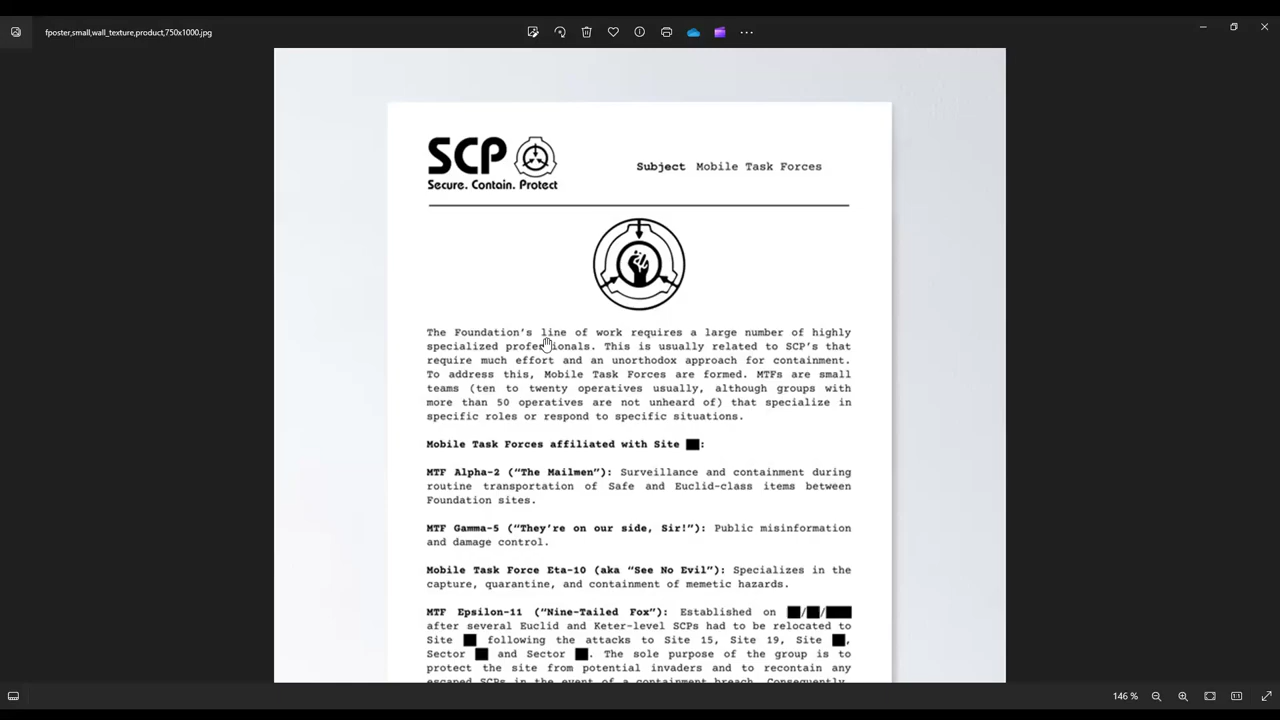 fposter,small,wall_texture,product,750x1000.jpg
SCP
Secure. Contain. Protect
Subject Mobile Task Forces
The Foundation's line of work requires a large number of highly
specialized professionals. This is usually related to SCP's that
require much effort and an unorthodox approach for containment.
To address this, Mobile Task Forces are formed. MTFs are small
teams (ten to twenty operatives usually, although groups with
more than 50 operatives are not unheard of) that specialize in
specific roles or respond to specific situations.
Mobile Task Forces affiliated with Site ██:
MTF Alpha-2 (“The Mailmen”): Surveillance and containment during
routine transportation of Safe and Euclid-class items between
Foundation sites.
MTF Gamma-5 (“They're on our side, Sir!”): Public misinformation
and damage control.
Mobile Task Force Eta-10 (aka “See No Evil”): Specializes in the
capture, quarantine, and containment of memetic hazards.
MTF Epsilon-11 (“Nine-Tailed Fox”): Established on ██/██/████
after several Euclid and Keter-level SCPs had to be relocated to
Site ██ following the attacks to Site 15, Site 19, Site ██,
Sector ██ and Sector ██. The sole purpose of the group is to
protect the site from potential invaders and to recontain any
escaped SCPs in the event of a containment breach. Consequently,
146 %